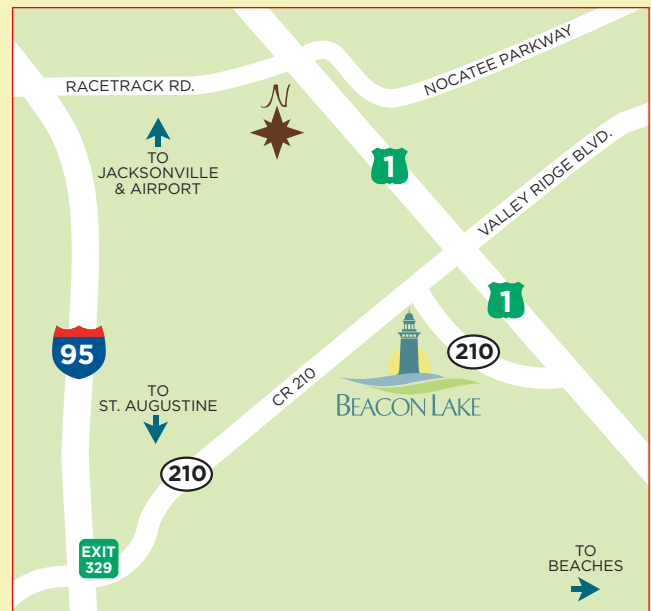 RACETRACK RD.
NOCATEE PARKWAY
N
TO
JACKSONVILLE
& AIRPORT
1
VALLEY RIDGE BLVD.
1
95
210
BEACON LAKE
CR 210
TO
ST. AUGUSTINE
210
EXIT
329
TO
BEACHES